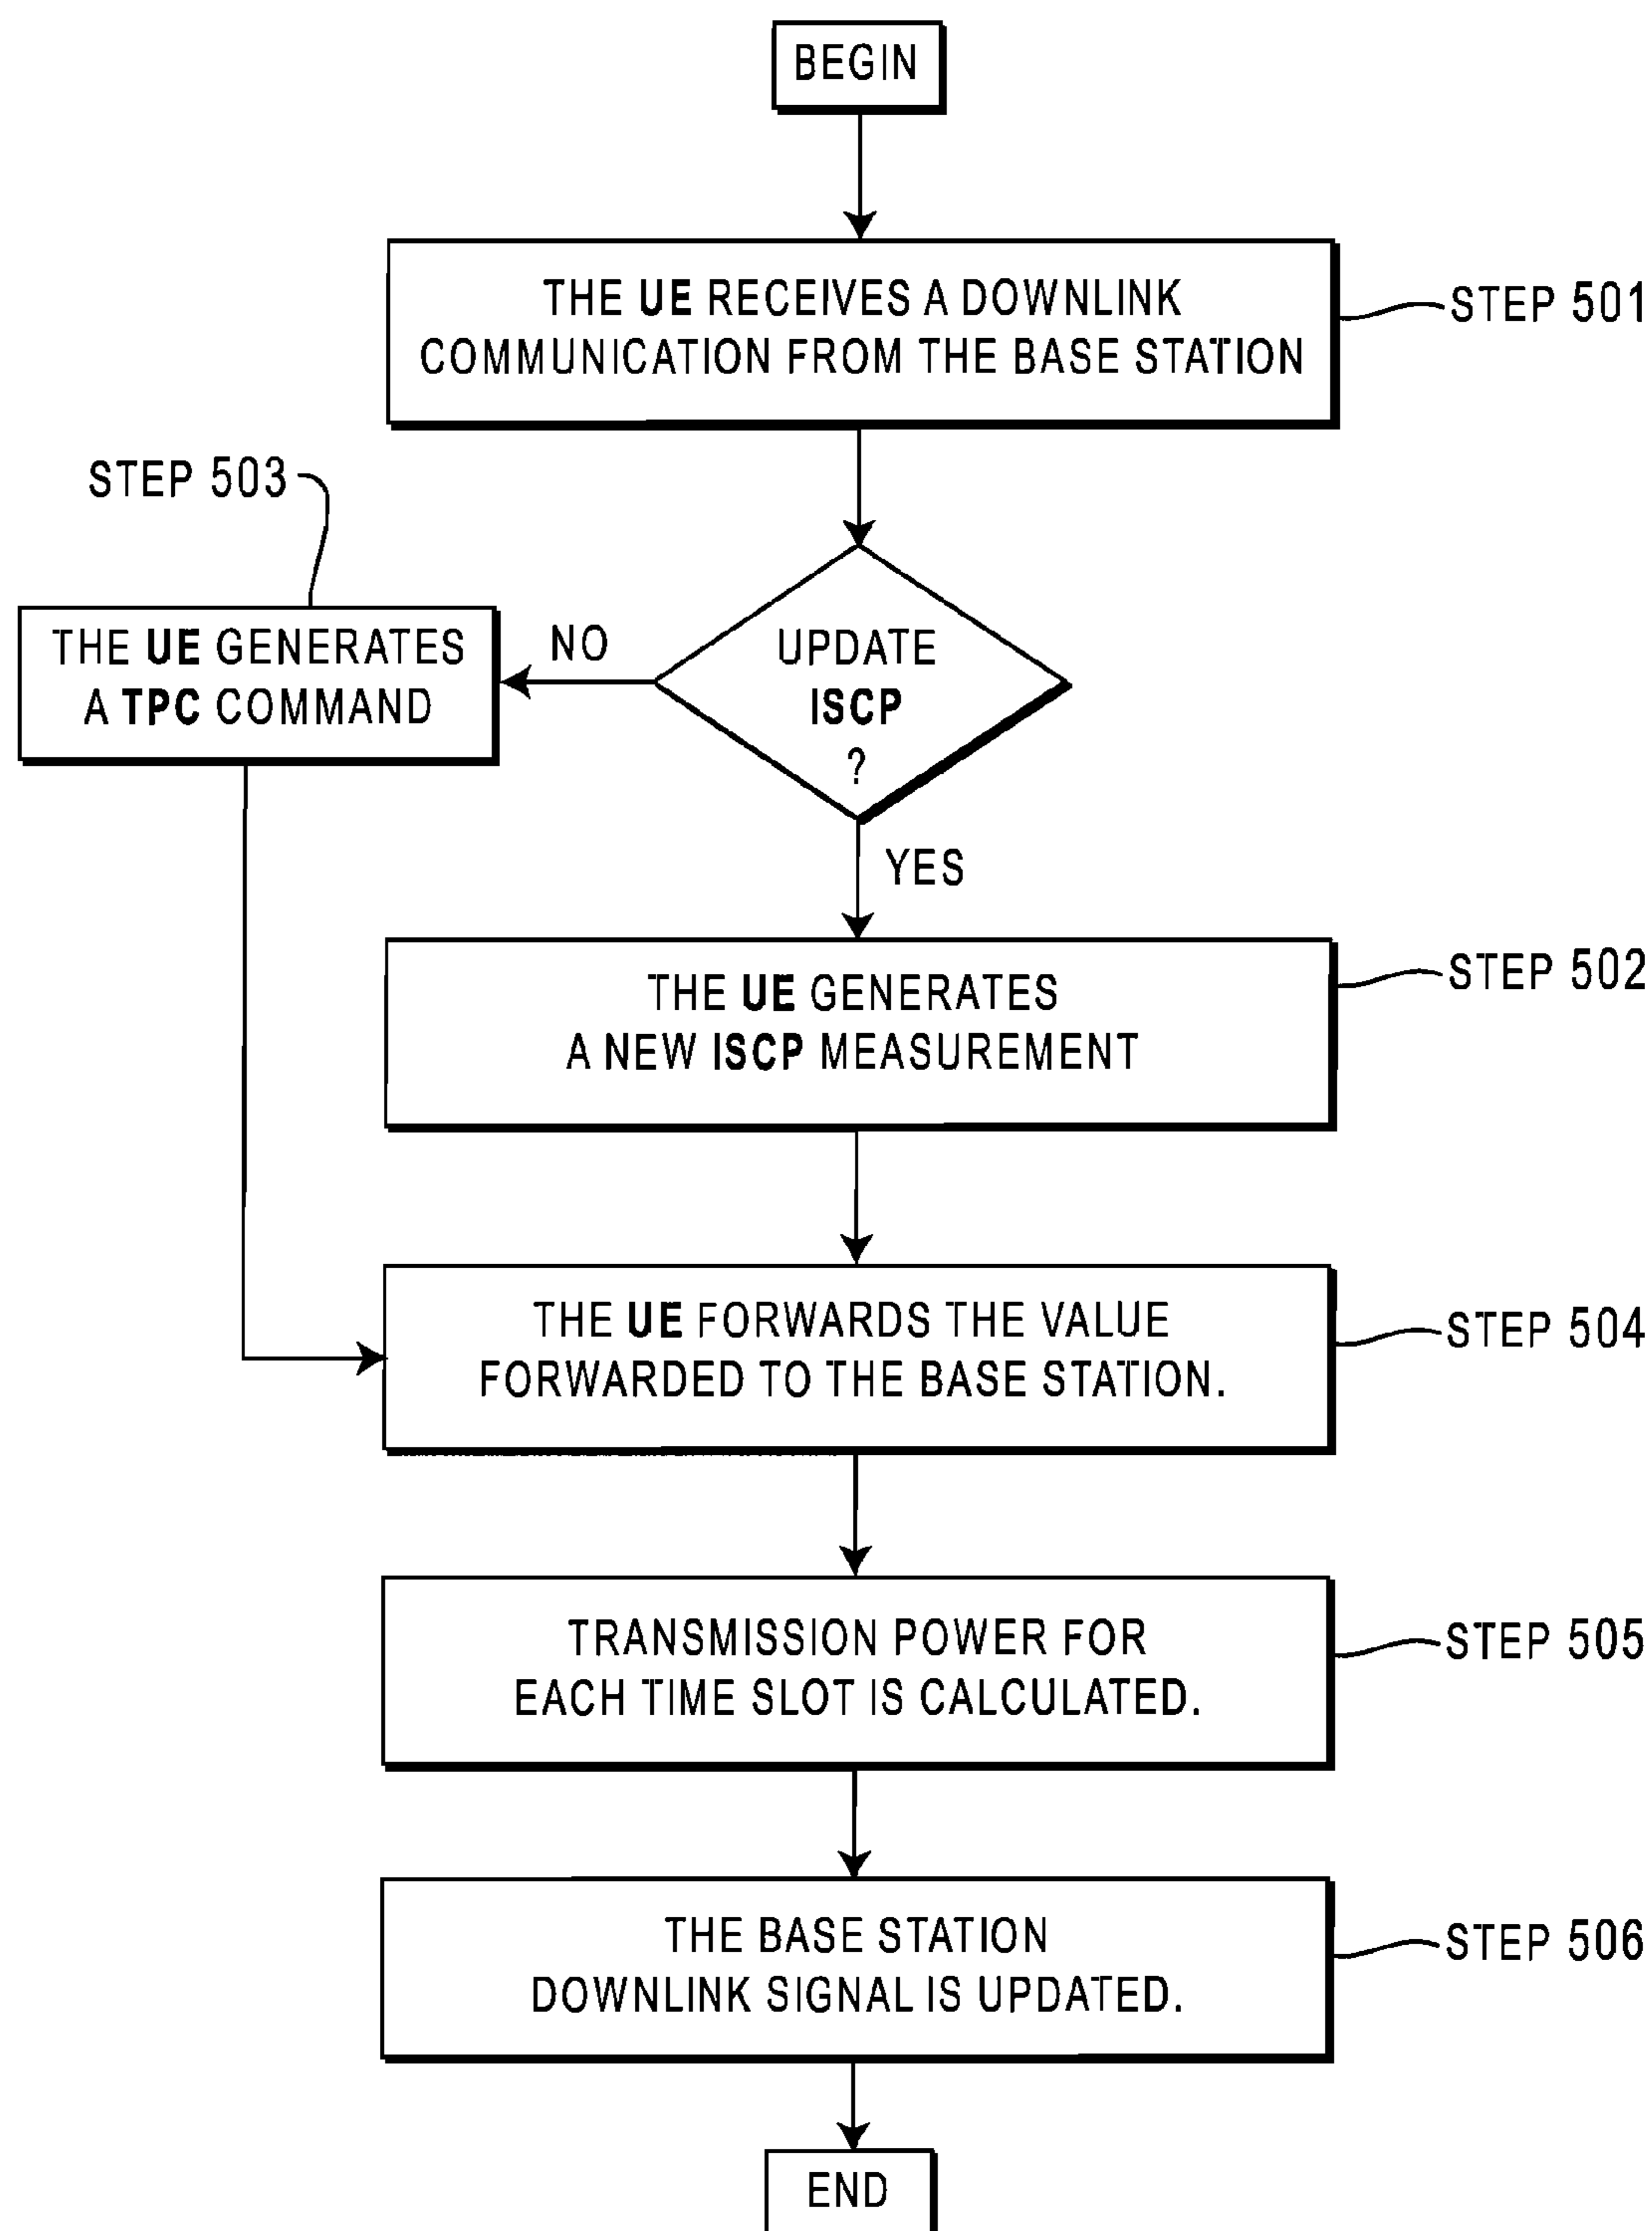 BEGIN
THE UE RECEIVES A DOWNLINK
COMMUNICATION FROM THE BASE STATION
STEP 501
STEP 503
THE UE GENERATES
A TPC COMMAND
NO
UPDATE
ISCP
?
YES
THE UE GENERATES
A NEW ISCP MEASUREMENT
STEP 502
THE UE FORWARDS THE VALUE
FORWARDED TO THE BASE STATION.
STEP 504
TRANSMISSION POWER FOR
EACH TIME SLOT IS CALCULATED.
STEP 505
THE BASE STATION
DOWNLINK SIGNAL IS UPDATED.
STEP 506
END